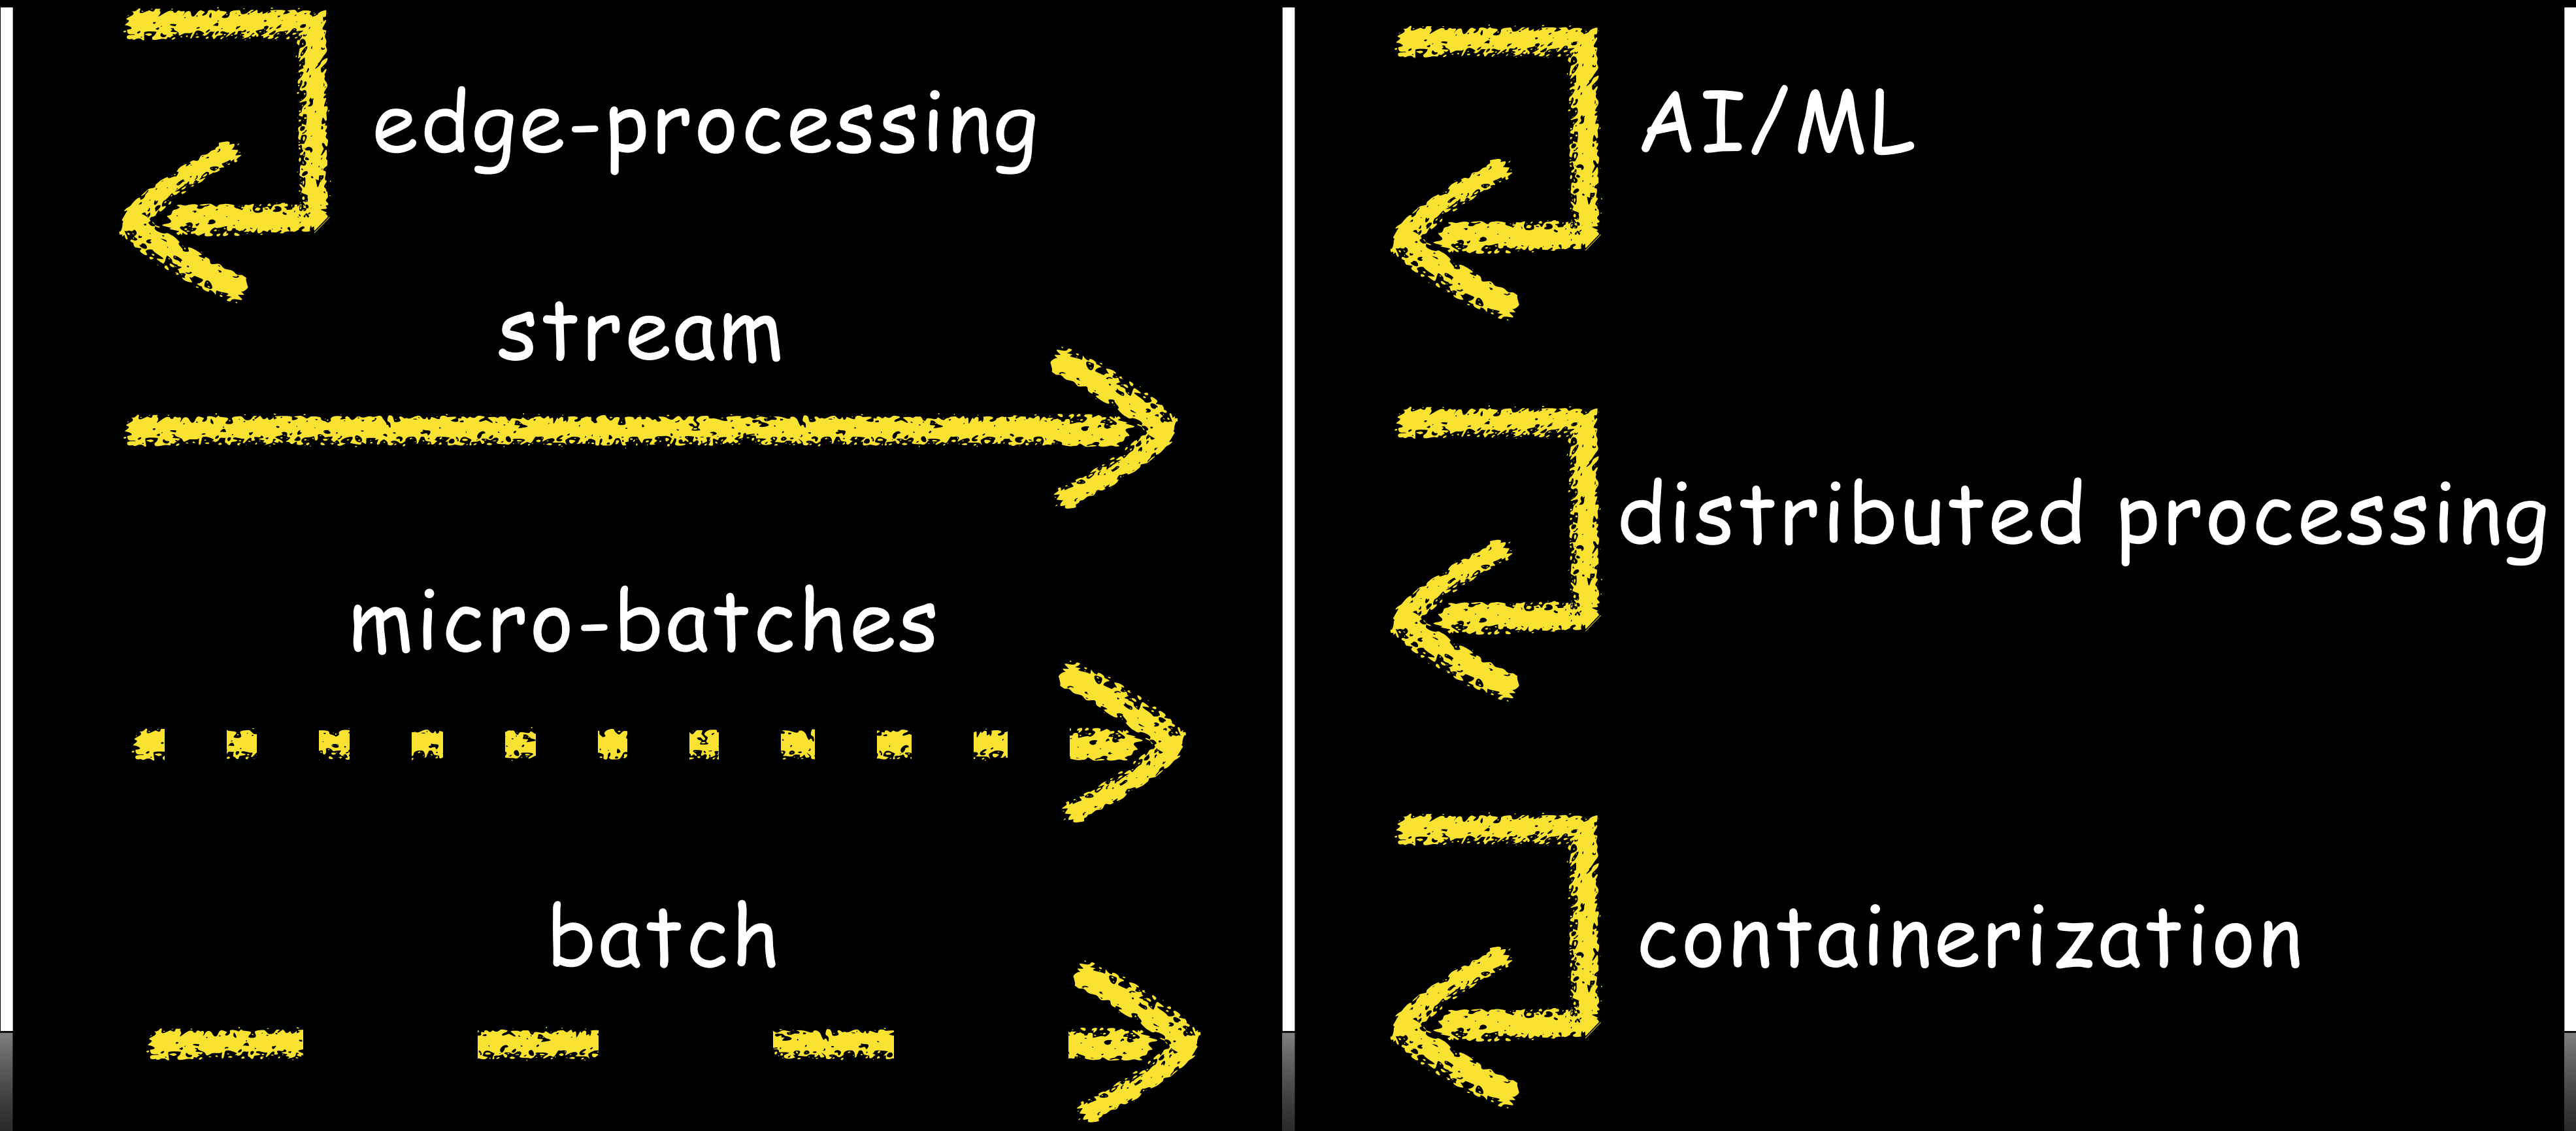 edge-processing
stream
micro-batches
batch
AI/ML
distributed processing
containerization